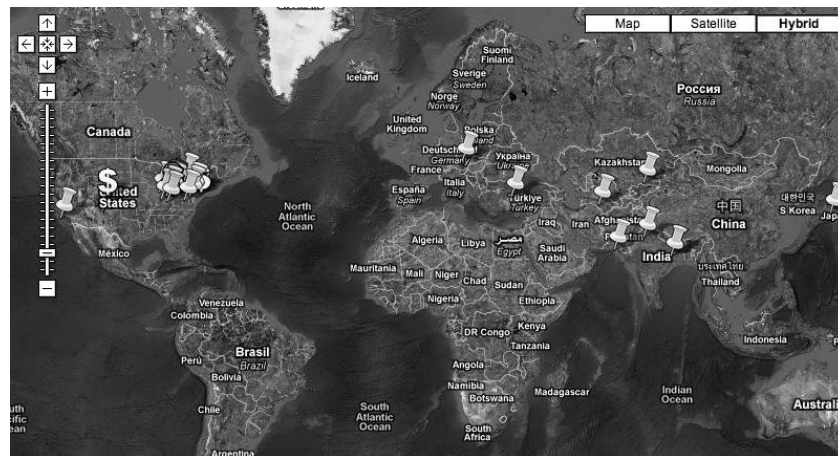 Map Satellite Hybrid
Iceland
Suomi
Finland
Sverige
Sweden
Norge
Norway
Россия
Russia
Canada
United
Kingdom
Polska
Deutschland
Germany
Україна
Ukraine
Kazakhstan
Mongolia
France
$
United
States
España
Spain
Italia
Italy
Türkiye
Turkey
中国
China
대한민국
S Korea
North
Atlantic
Ocean
Iraq
Iran
Afghanistan
Pakistan
México
Algeria
Libya
مصر
Egypt
Saudi
Arabia
India
ประเทศไทย
Thailand
Mauritania
Mali
Niger
Chad
Sudan
Nigeria
Ethiopia
Venezuela
Colombia
DR Congo
Kenya
Tanzania
Indonesia
Perú
Brasil
Brazil
Bolivia
Angola
Namibia
Botswana
Madagascar
Indian
Ocean
Chile
South
Atlantic
Ocean
South
Africa
Australi
Argentina